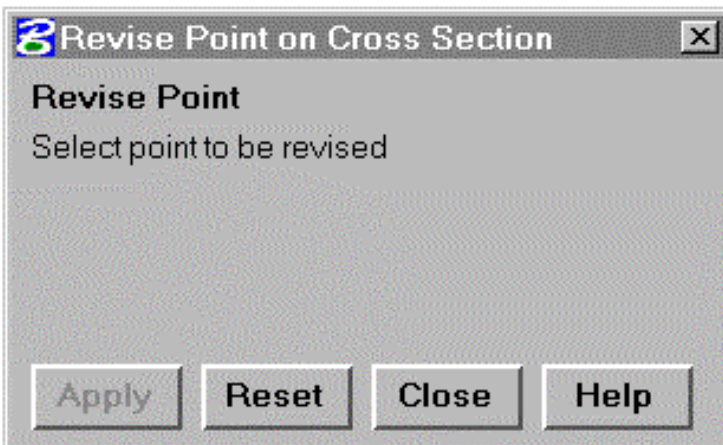 Revise Point on Cross Section
Revise Point
Select point to be revised
Apply Reset Close Help